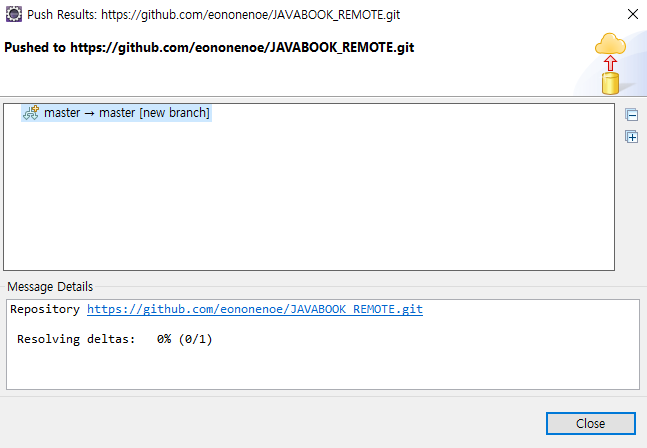 Push Results: https://github.com/eononenoe/JAVABOOK_REMOTE.git
Pushed to https://github.com/eononenoe/JAVABOOK_REMOTE.git
master → master [new branch]
Message Details
Repository https://github.com/eononenoe/JAVABOOK_REMOTE.git
Resolving deltas:   0% (0/1)
Close